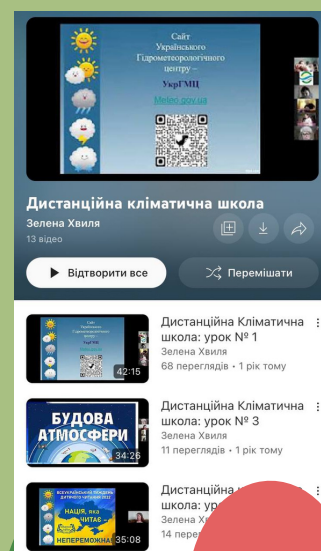 Сайт
Українського
Гідрометеорологічного
центру –
УкрГМЦ
Meteo.gov.ua
Дистанційна кліматична школа
Зелена Хвиля
13 відео
Відтворити все
Перемішати
Дистанційна Кліматична
школа: урок № 1
Зелена Хвиля
68 переглядів • 1 рік тому
42:15
Дистанційна Кліматична
школа: урок № 3
Зелена Хвиля
11 переглядів • 1 рік тому
БУДОВА
АТМОСФЕРИ
34:26
Дистанційна
школа:
Зелена
14
НАЦІЯ, яка
ЧИТАЄ –
НЕПЕРЕМОЖНА!
35:08